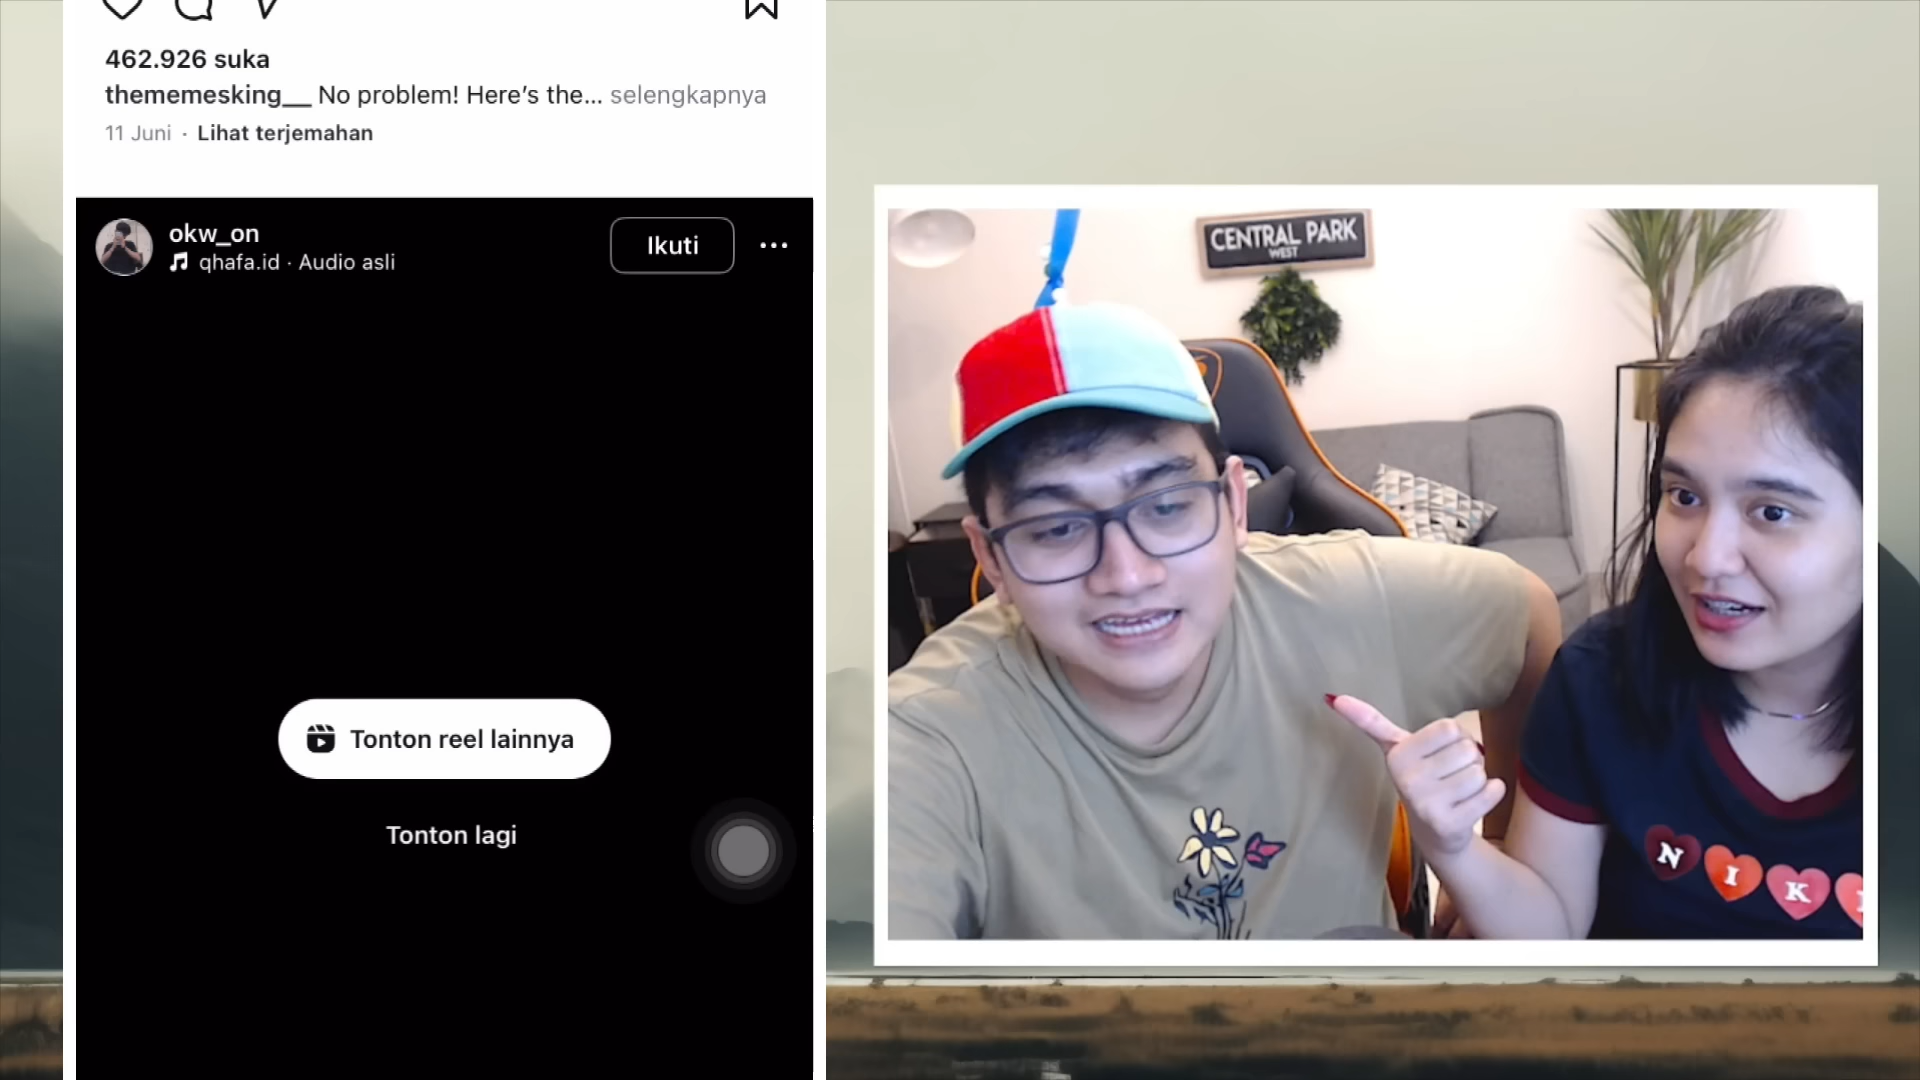 462.926 suka
thememesking__ No problem! Here’s the... selengkapnya
11 Juni · Lihat terjemahan
okw_on
qhafa.id · Audio asli
Ikuti
Tonton reel lainnya
Tonton lagi
CENTRAL PARK
WEST
N I K